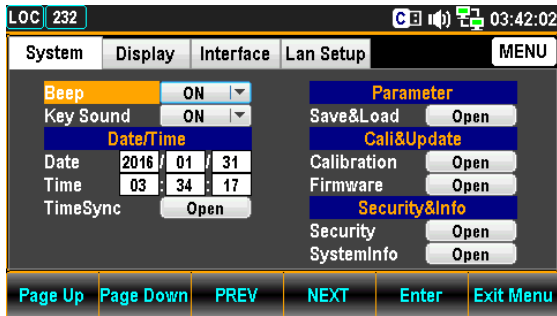 LOC 232 C 03:42:02
System Display Interface Lan Setup MENU
Beep ON
Key Sound ON
Date/Time
Date 2016 / 01 / 31
Time 03 : 34 : 17
TimeSync Open
Parameter
Save&Load Open
Cali&Update
Calibration Open
Firmware Open
Security&Info
Security Open
SystemInfo Open
Page Up Page Down PREV NEXT Enter Exit Menu